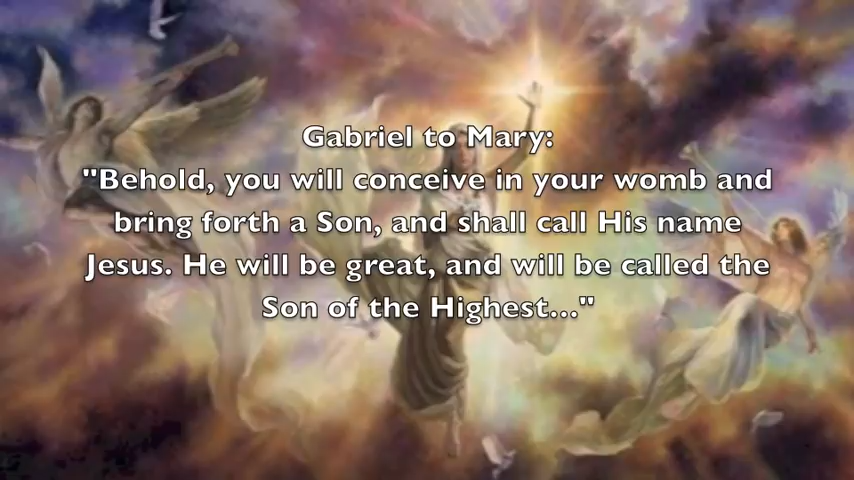 Gabriel to Mary:
"Behold, you will conceive in your womb and
bring forth a Son, and shall call His name
Jesus. He will be great, and will be called the
Son of the Highest..."